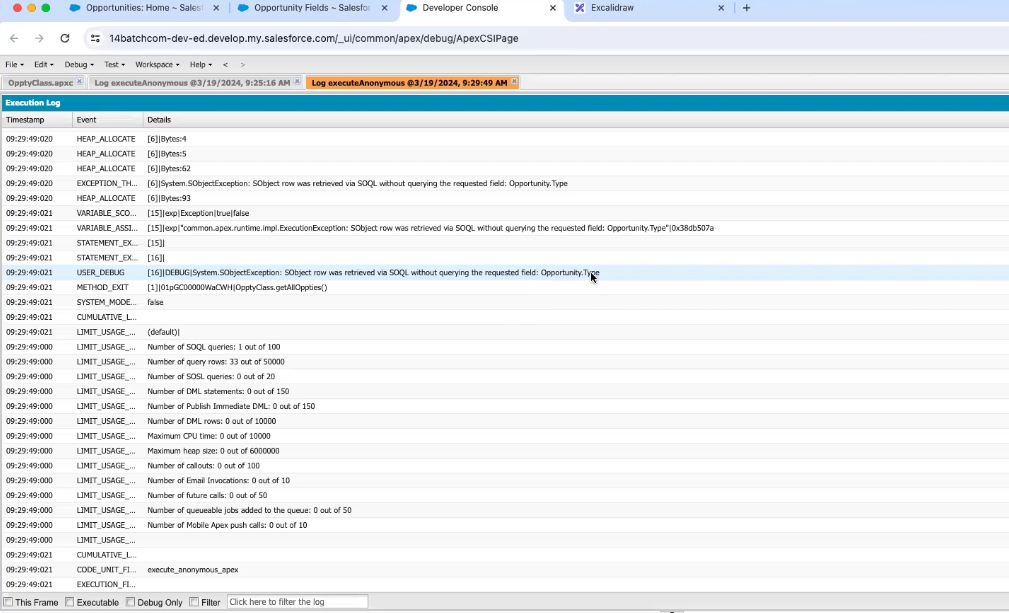 Opportunities: Home ~ Salesf
Opportunity Fields ~ Salesfor
Developer Console
Excalidraw
14batchcom-dev-ed.develop.my.salesforce.com/_ui/common/apex/debug/ApexCSIPage
File Edit Debug Test Workspace Help < >
OpptyClass.apxc
Log executeAnonymous @3/19/2024, 9:25:16 AM
Log executeAnonymous @3/19/2024, 9:29:49 AM
Execution Log
Timestamp Event Details
09:29:49:020 HEAP_ALLOCATE [6]|Bytes:4
09:29:49:020 HEAP_ALLOCATE [6]|Bytes:5
09:29:49:020 HEAP_ALLOCATE [6]|Bytes:62
09:29:49:020 EXCEPTION_TH... [6]|System.SObjectException: SObject row was retrieved via SOQL without querying the requested field: Opportunity.Type
09:29:49:020 HEAP_ALLOCATE [6]|Bytes:93
09:29:49:021 VARIABLE_SCO... [15]|exp|Exception|true|false
09:29:49:021 VARIABLE_ASSI... [15]|exp|"common.apex.runtime.impl.ExecutionException: SObject row was retrieved via SOQL without querying the requested field: Opportunity.Type"|0x38db507a
09:29:49:021 STATEMENT_EX... [15]|
09:29:49:021 STATEMENT_EX... [16]|
09:29:49:021 USER_DEBUG [16]|DEBUG|System.SObjectException: SObject row was retrieved via SOQL without querying the requested field: Opportunity.Type
09:29:49:021 METHOD_EXIT [1]|01pGC00000WaCWH|OpptyClass.getAllOppties()
09:29:49:021 SYSTEM_MODE... false
09:29:49:021 CUMULATIVE_L...
09:29:49:021 LIMIT_USAGE_... (default)|
09:29:49:000 LIMIT_USAGE_... Number of SOQL queries: 1 out of 100
09:29:49:000 LIMIT_USAGE_... Number of query rows: 33 out of 50000
09:29:49:000 LIMIT_USAGE_... Number of SOSL queries: 0 out of 20
09:29:49:000 LIMIT_USAGE_... Number of DML statements: 0 out of 150
09:29:49:000 LIMIT_USAGE_... Number of Publish Immediate DML: 0 out of 150
09:29:49:000 LIMIT_USAGE_... Number of DML rows: 0 out of 10000
09:29:49:000 LIMIT_USAGE_... Maximum CPU time: 0 out of 10000
09:29:49:000 LIMIT_USAGE_... Maximum heap size: 0 out of 6000000
09:29:49:000 LIMIT_USAGE_... Number of callouts: 0 out of 100
09:29:49:000 LIMIT_USAGE_... Number of Email Invocations: 0 out of 10
09:29:49:000 LIMIT_USAGE_... Number of future calls: 0 out of 50
09:29:49:000 LIMIT_USAGE_... Number of queueable jobs added to the queue: 0 out of 50
09:29:49:000 LIMIT_USAGE_... Number of Mobile Apex push calls: 0 out of 10
09:29:49:000 LIMIT_USAGE_...
09:29:49:021 CUMULATIVE_L...
09:29:49:021 CODE_UNIT_FI... execute_anonymous_apex
09:29:49:021 EXECUTION_FI...
This Frame Executable Debug Only Filter Click here to filter the log